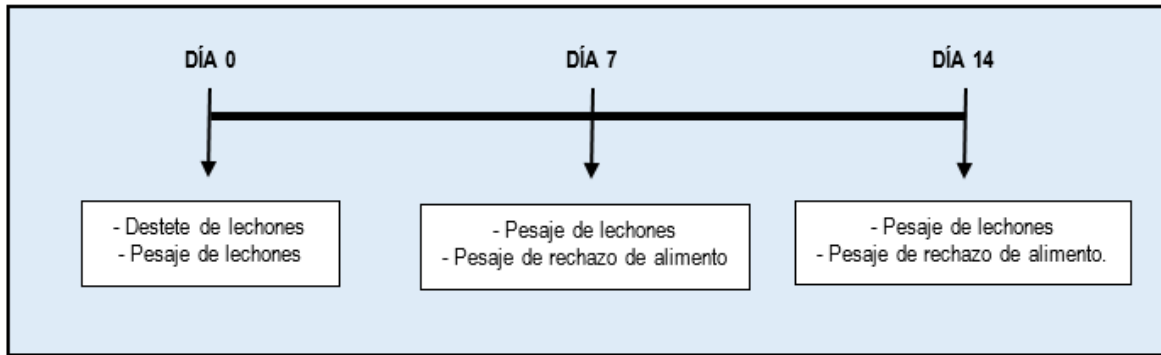 DÍA 0
DÍA 7
DÍA 14
- Destete de lechones
- Pesaje de lechones
- Pesaje de lechones
- Pesaje de rechazo de alimento
- Pesaje de lechones
- Pesaje de rechazo de alimento.